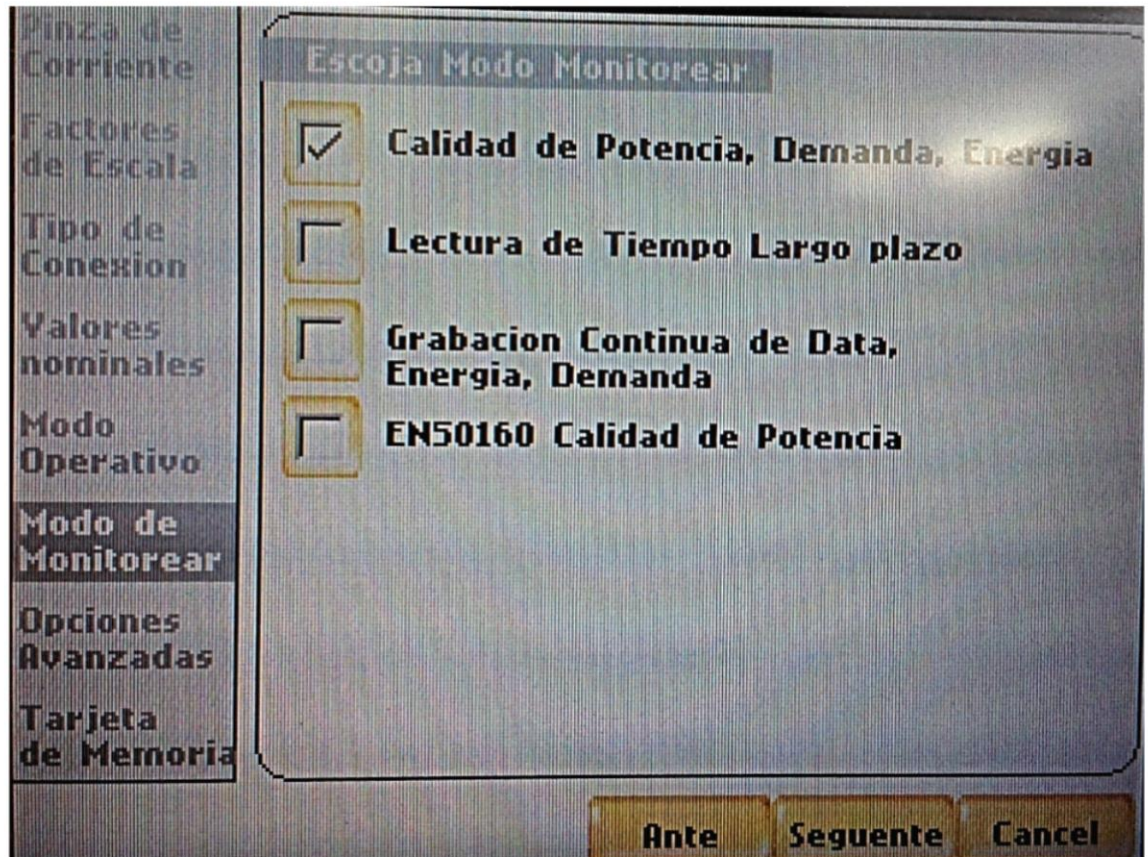 Pinza de
Corriente
Factores
de Escala
Tipo de
Conexion
Valores
nominales
Modo
Operativo
Modo de
Monitorear
Opciones
Avanzadas
Tarjeta
de Memoria
Escoja Modo Monitorear
Calidad de Potencia, Demanda, Energia
Lectura de Tiempo Largo plazo
Grabacion Continua de Data,
Energia, Demanda
EN50160 Calidad de Potencia
Ante
Seguente
Cancel